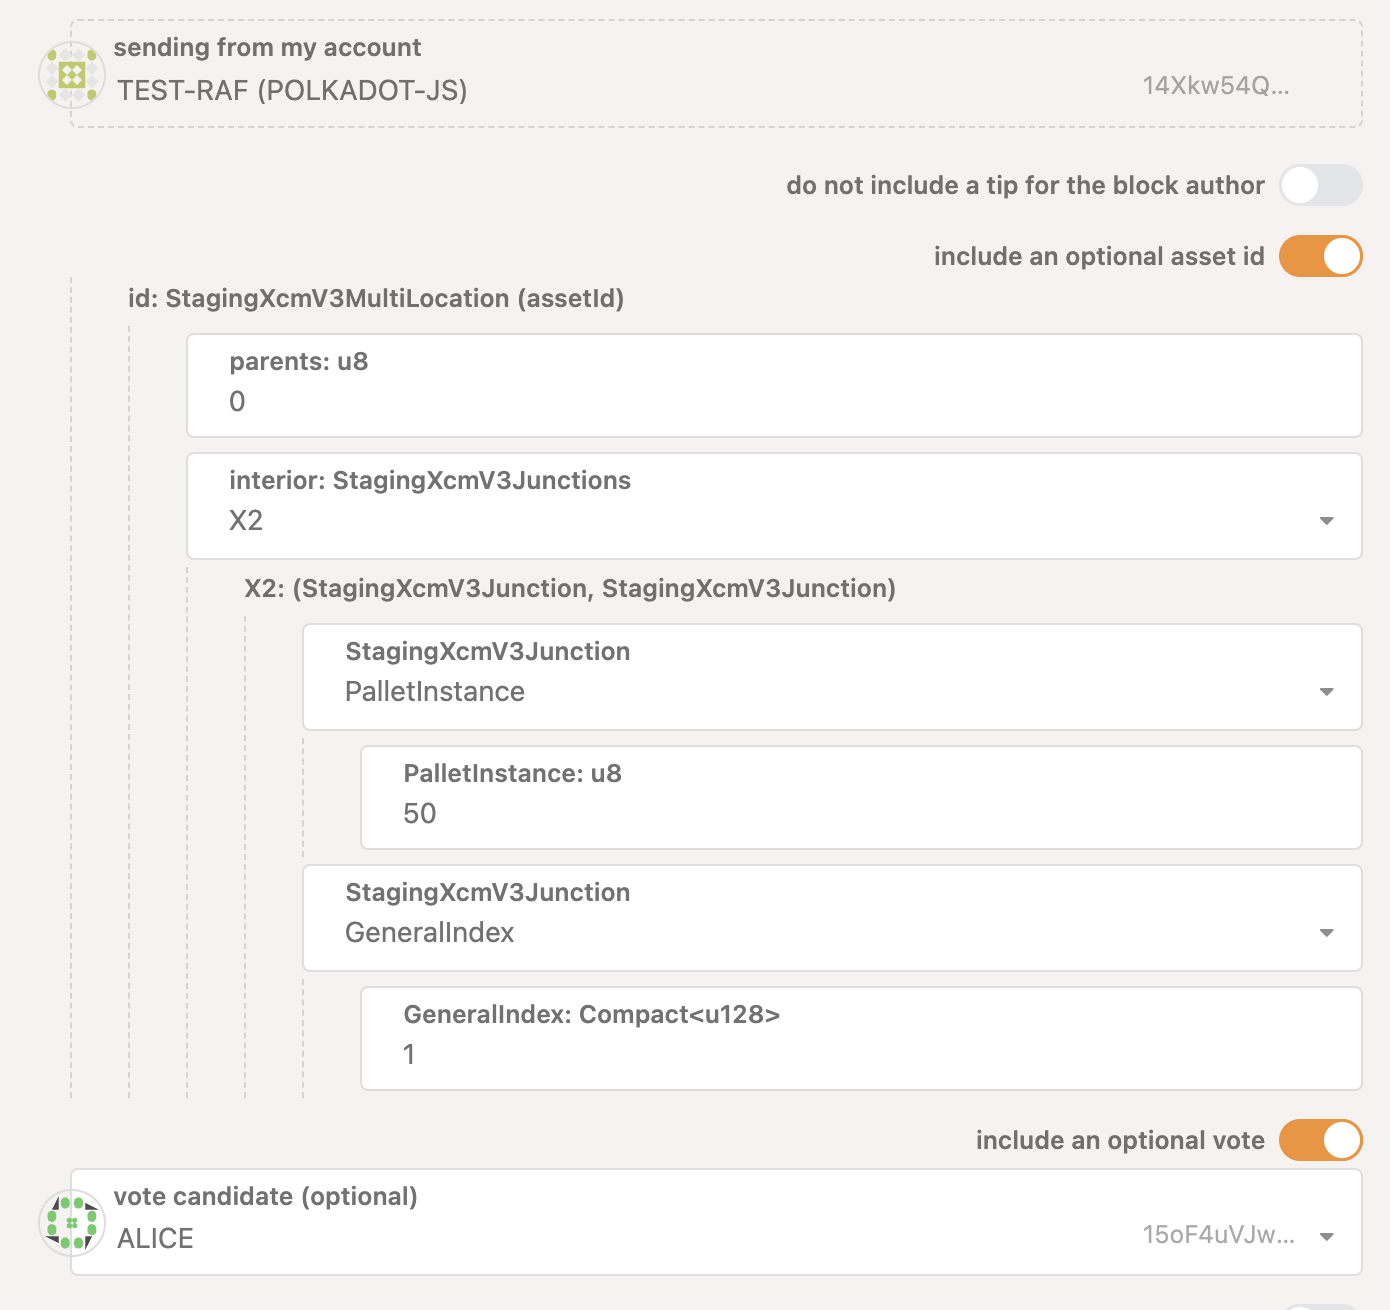 sending from my account
TEST-RAF (POLKADOT-JS)
14Xkw54Q...
do not include a tip for the block author
include an optional asset id
id: StagingXcmV3MultiLocation (assetId)
parents: u8
0
interior: StagingXcmV3Junctions
X2
X2: (StagingXcmV3Junction, StagingXcmV3Junction)
StagingXcmV3Junction
PalletInstance
PalletInstance: u8
50
StagingXcmV3Junction
GeneralIndex
GeneralIndex: Compact<u128>
1
include an optional vote
vote candidate (optional)
ALICE
15oF4uVJw...